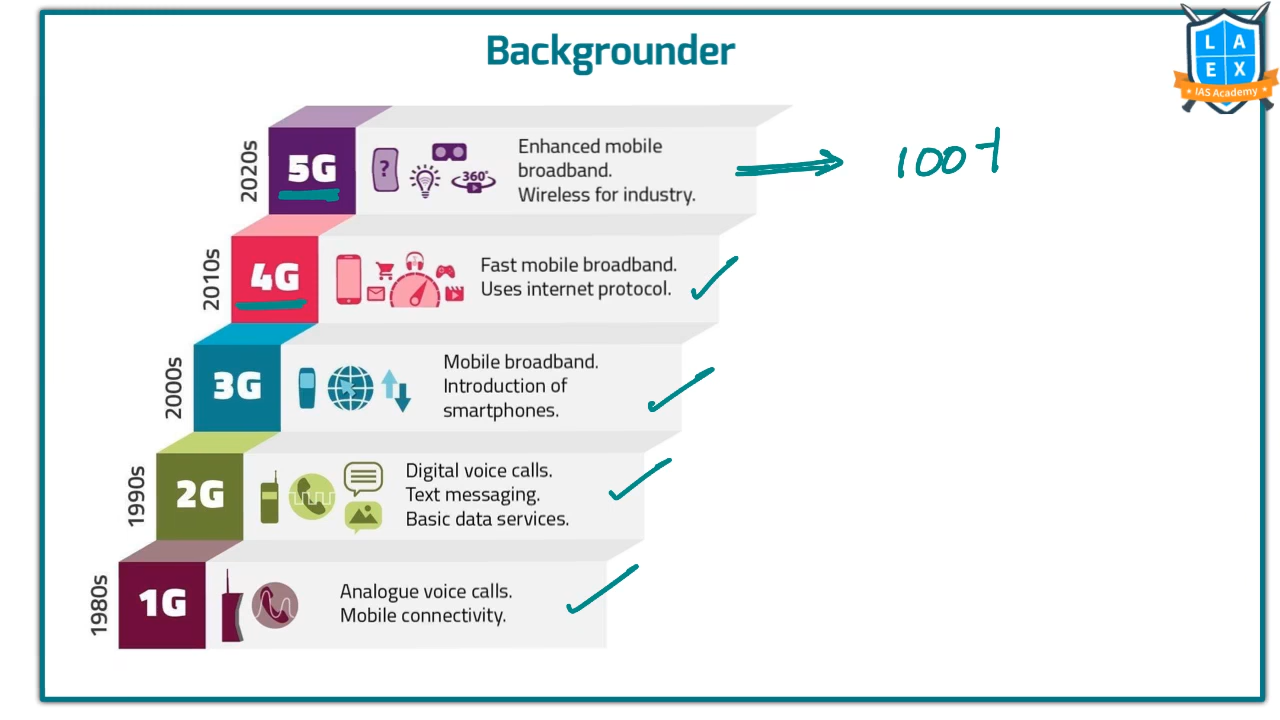 Backgrounder
L A
E X
IAS Academy
2020s
5G
?
360°
Enhanced mobile
broadband.
Wireless for industry.
2010s
4G
Fast mobile broadband.
Uses internet protocol.
2000s
3G
Mobile broadband.
Introduction of
smartphones.
1990s
2G
Digital voice calls.
Text messaging.
Basic data services.
1980s
1G
Analogue voice calls.
Mobile connectivity.